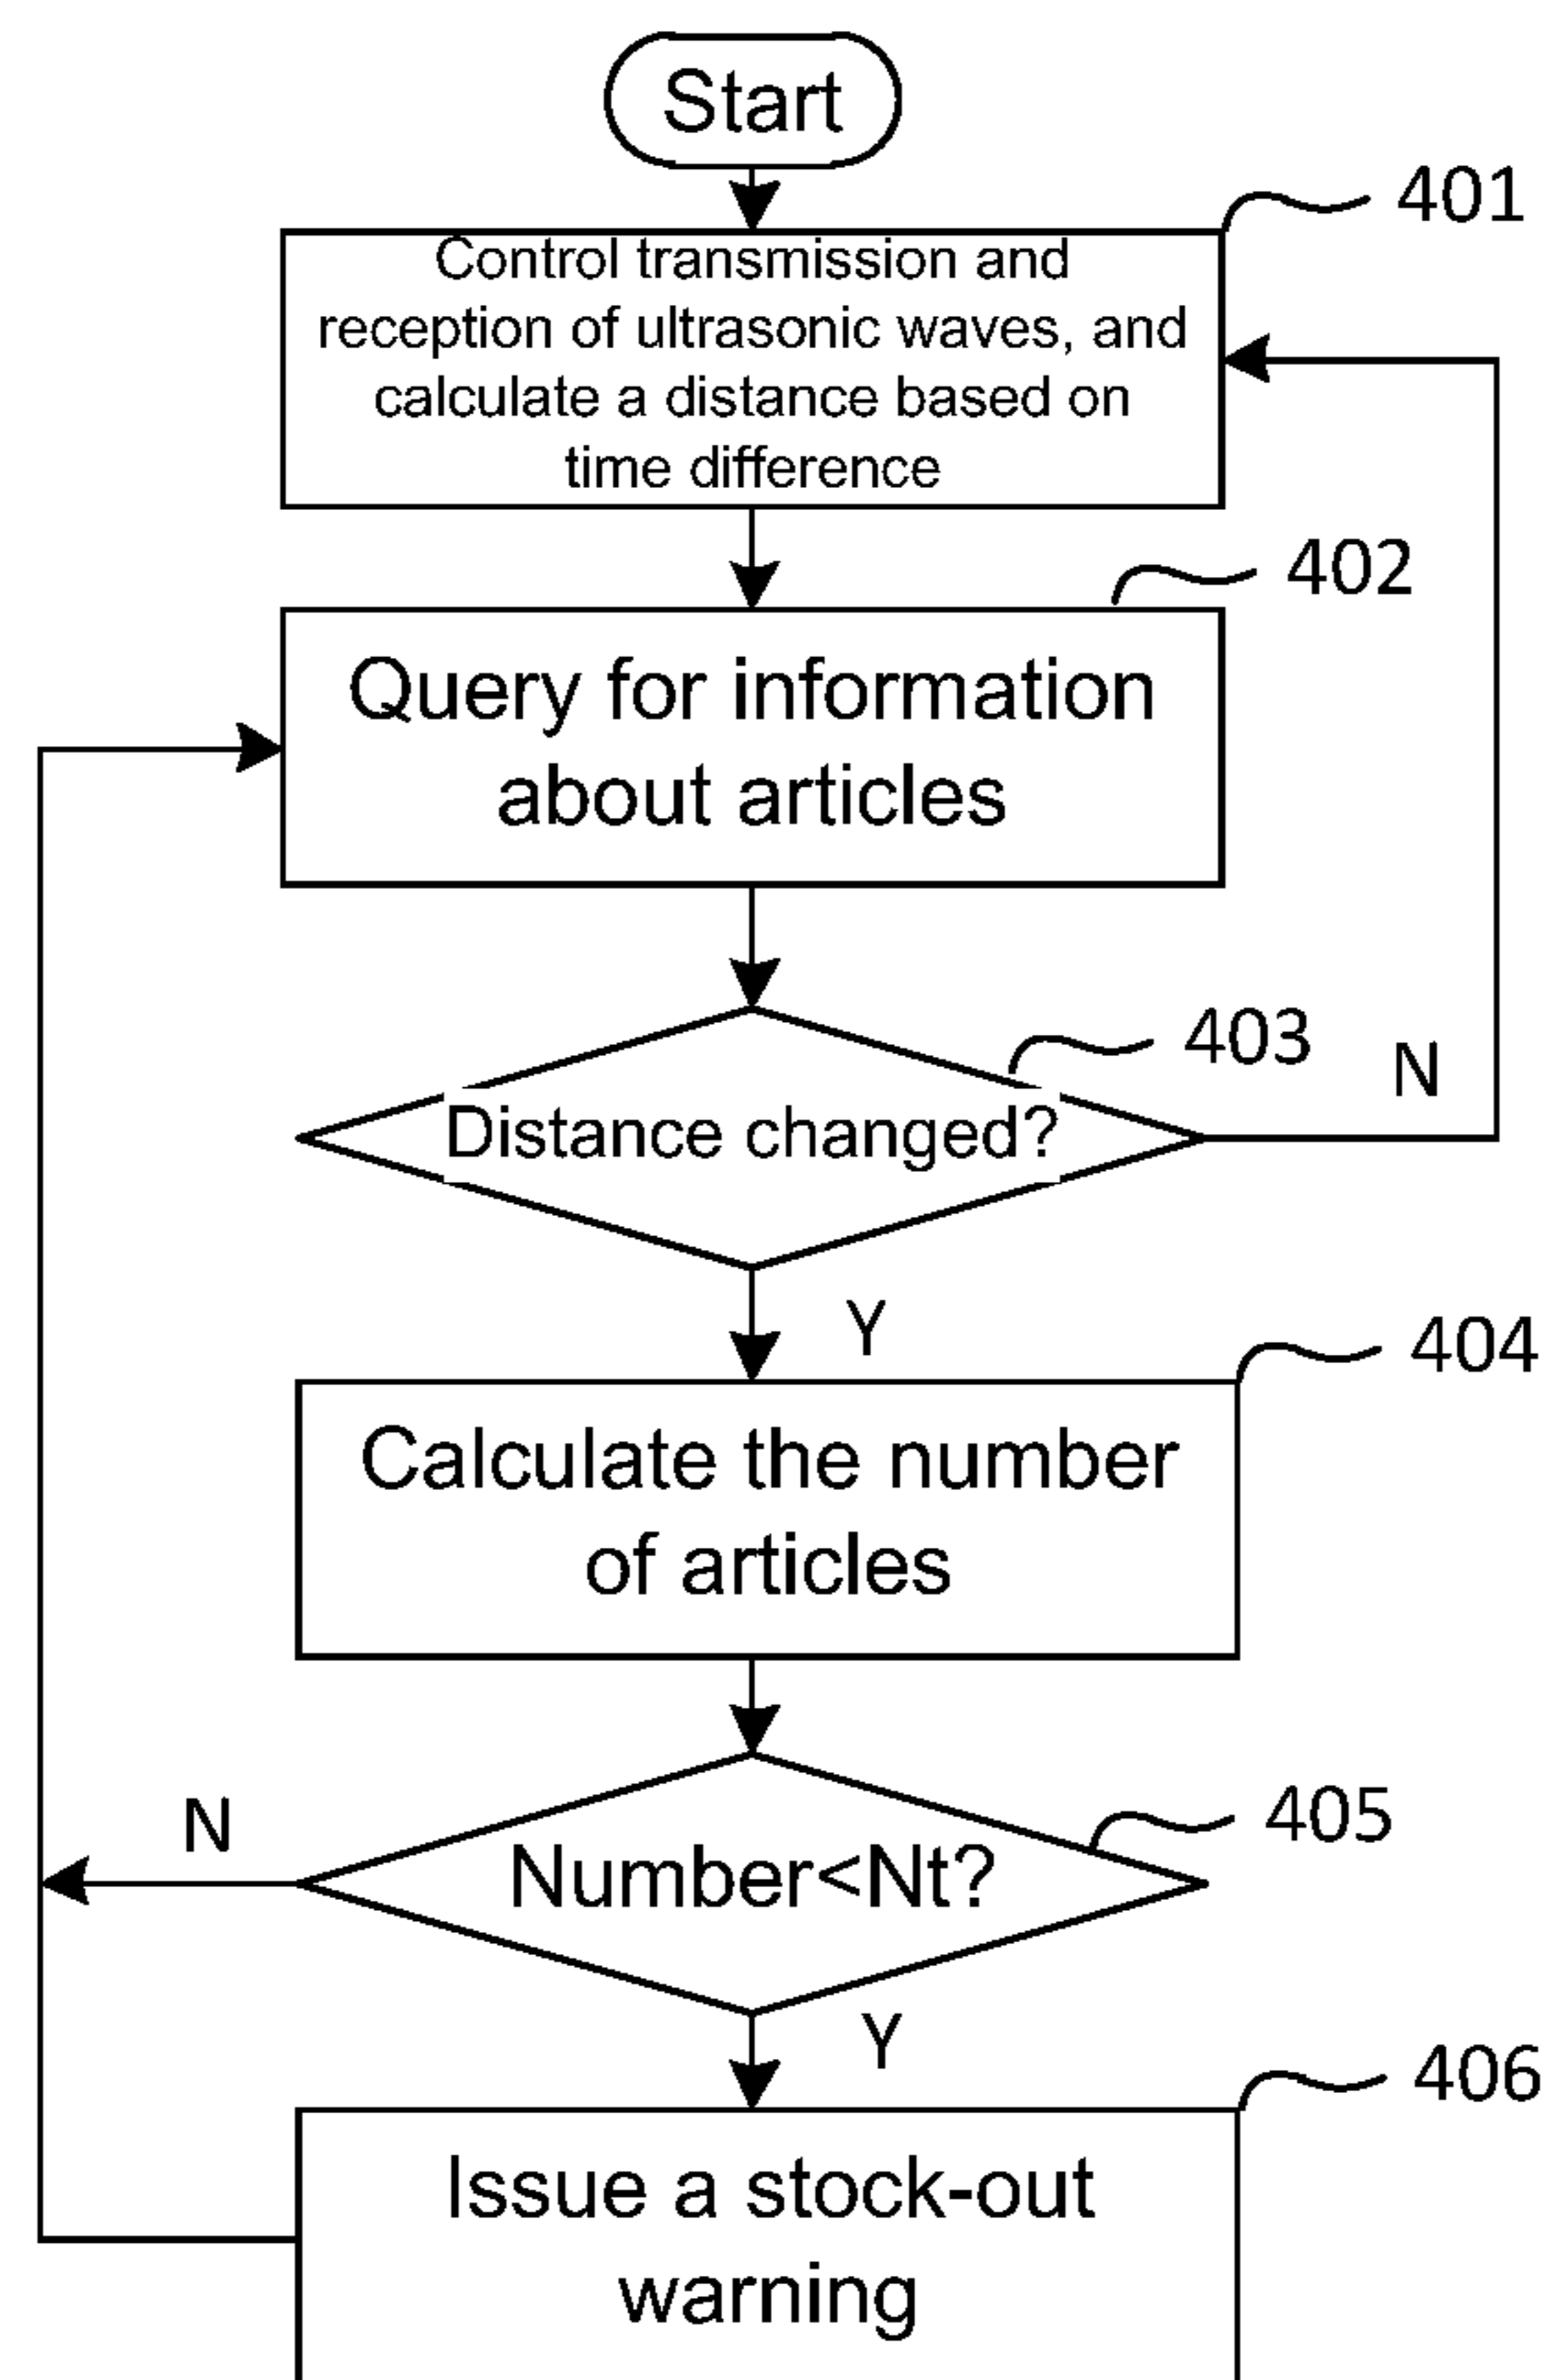 Start
401
Control transmission and
reception of ultrasonic waves, and
calculate a distance based on
time difference
402
Query for information
about articles
403
N
Distance changed?
Y
404
Calculate the number
of articles
N
405
Number<Nt?
Y
406
Issue a stock-out
warning